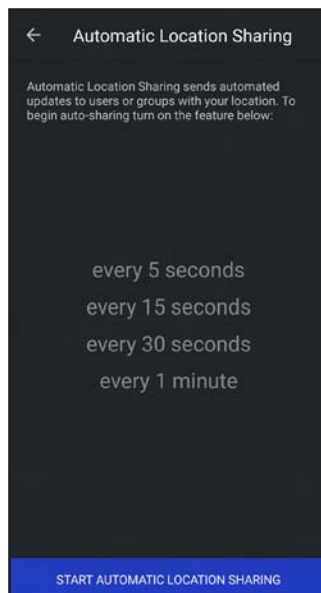 Automatic Location Sharing
Automatic Location Sharing sends automated
updates to users or groups with your location. To
begin auto-sharing turn on the feature below:
every 5 seconds
every 15 seconds
every 30 seconds
every 1 minute
START AUTOMATIC LOCATION SHARING